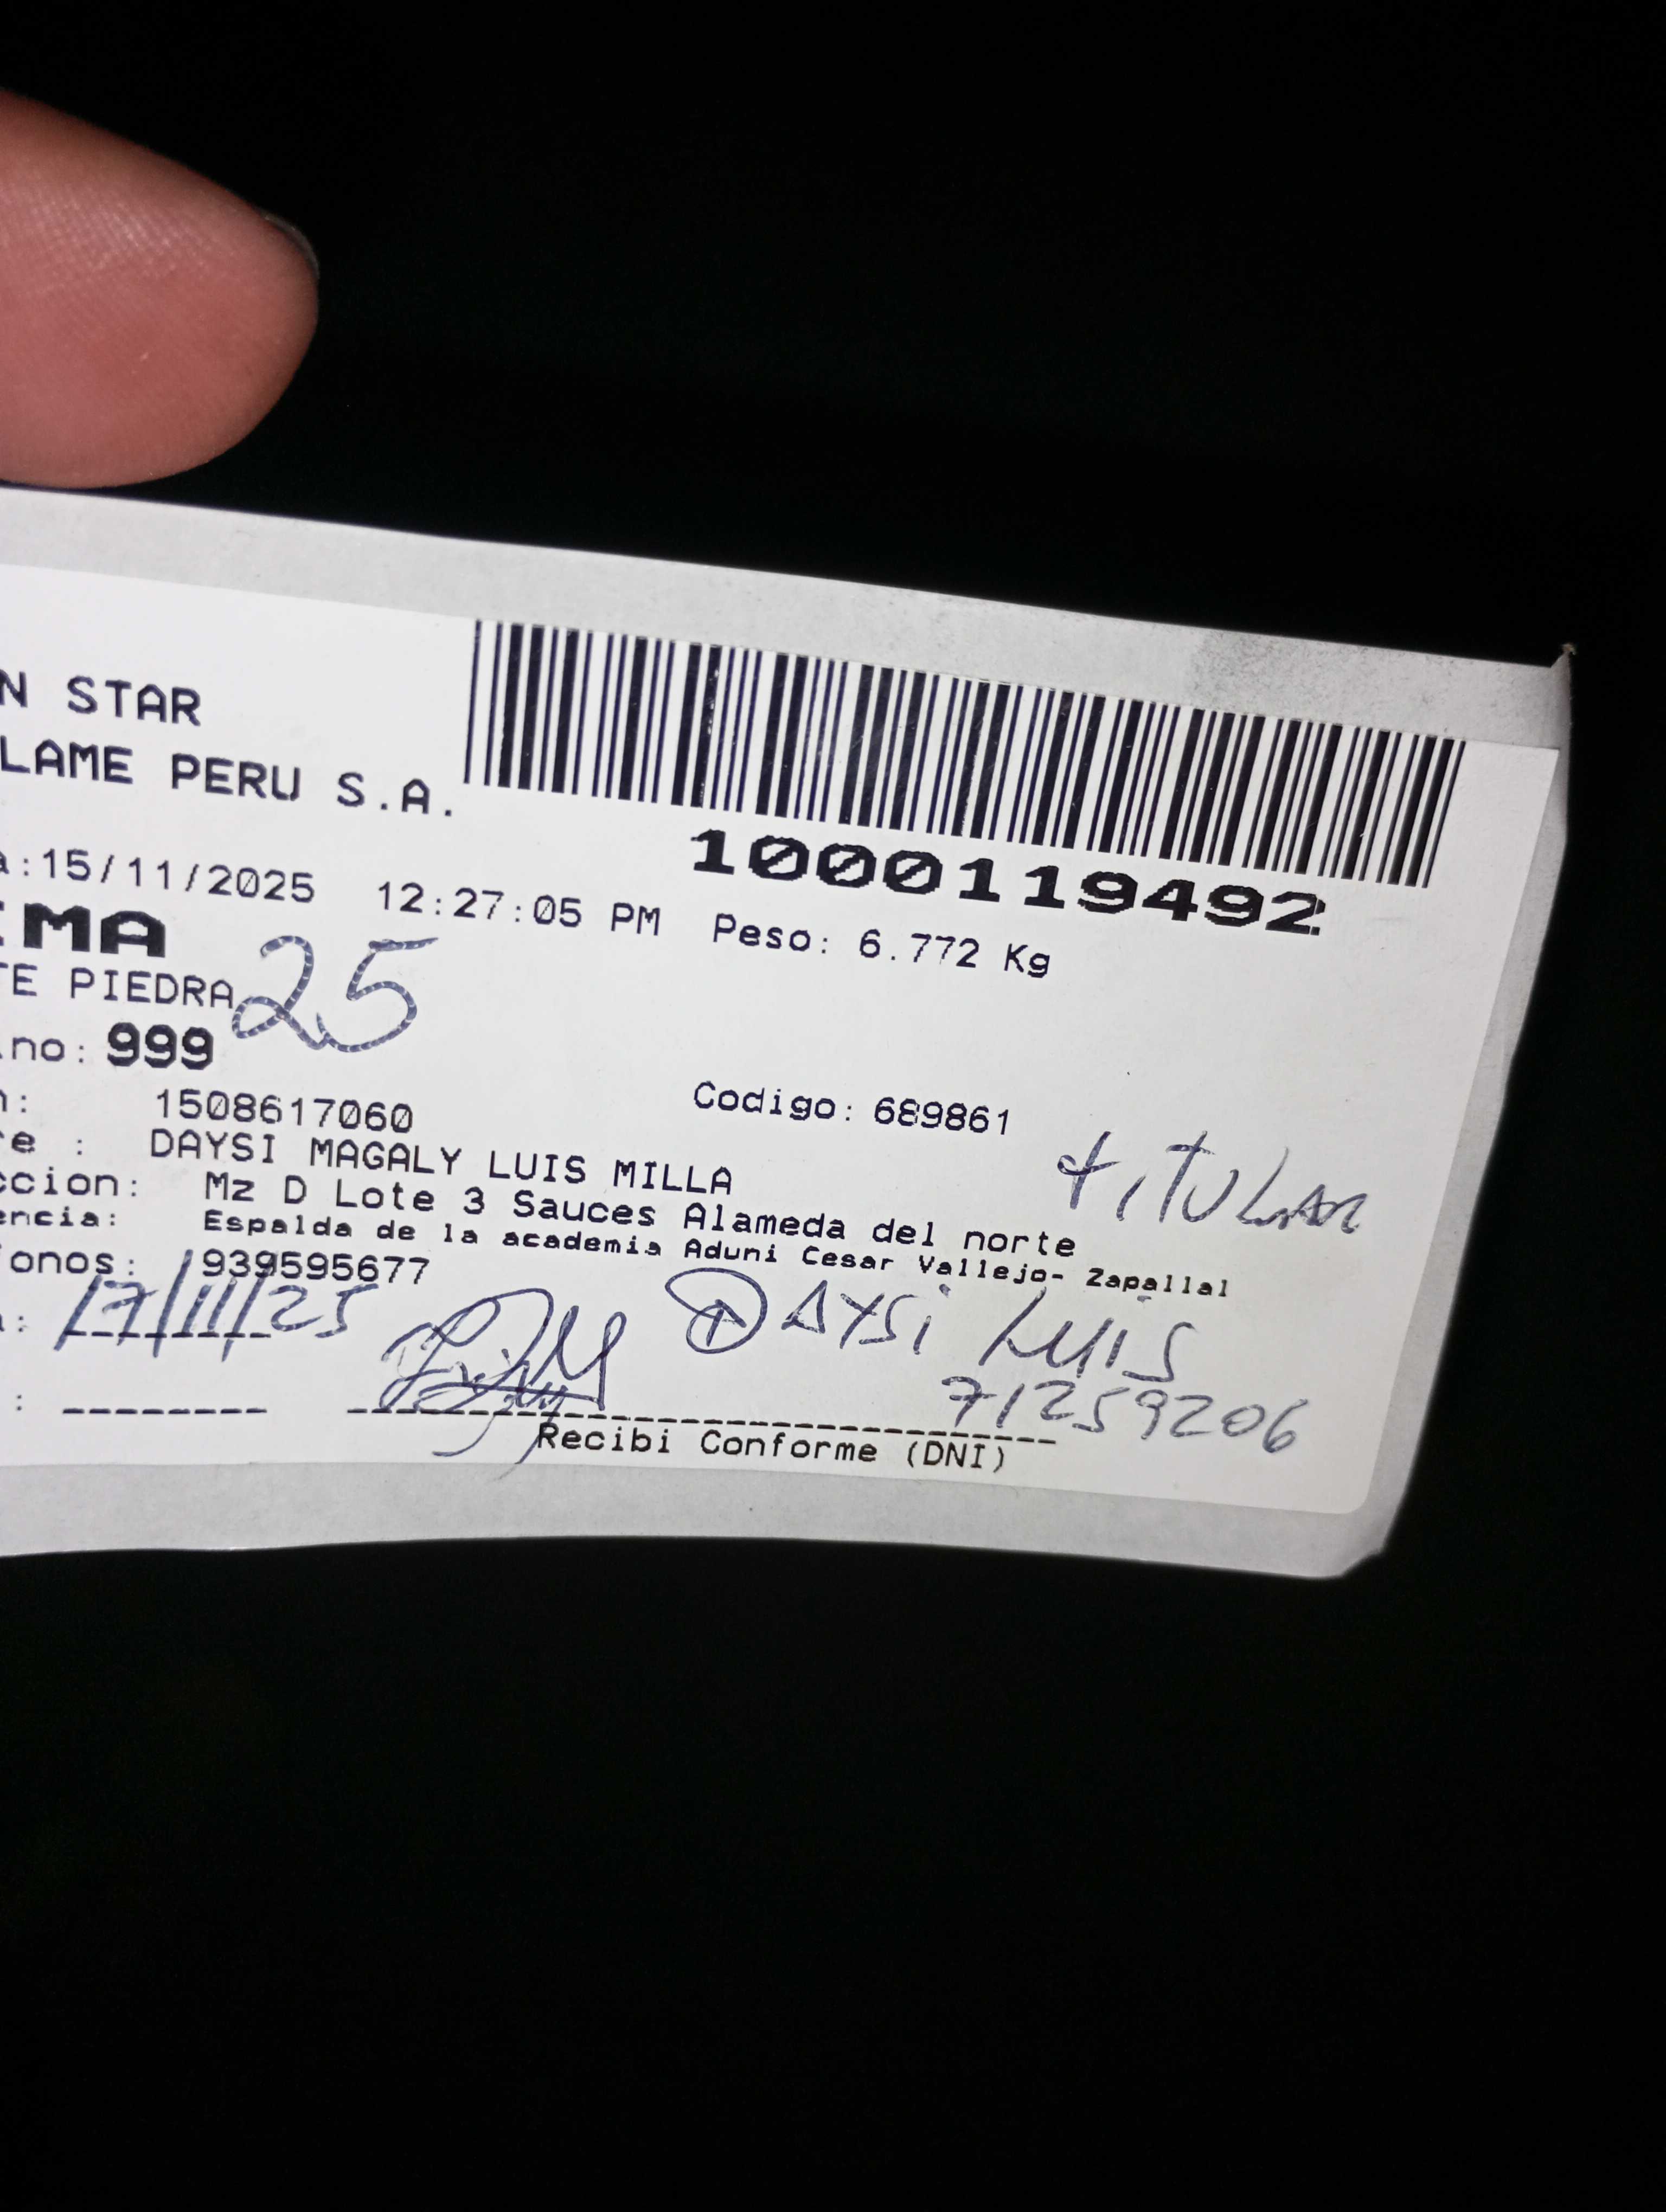 N STAR
LAME PERU S.A.
1000119492
a:15/11/2025 12:27:05 PM Peso: 6.772 Kg
IMA
TE PIEDRA 25
.no: 999
n: 1508617060 Codigo: 689861
re : DAYSI MAGALY LUIS MILLA
TITULAR
ccion: Mz D Lote 3 Sauces Alameda del norte
encia: Espalda de la academia Aduni Cesar Vallejo- Zapallal
onos: 939595677
a: 17/11/25 DAYSi LUIS
71259206
: --------
Recibi Conforme (DNI)